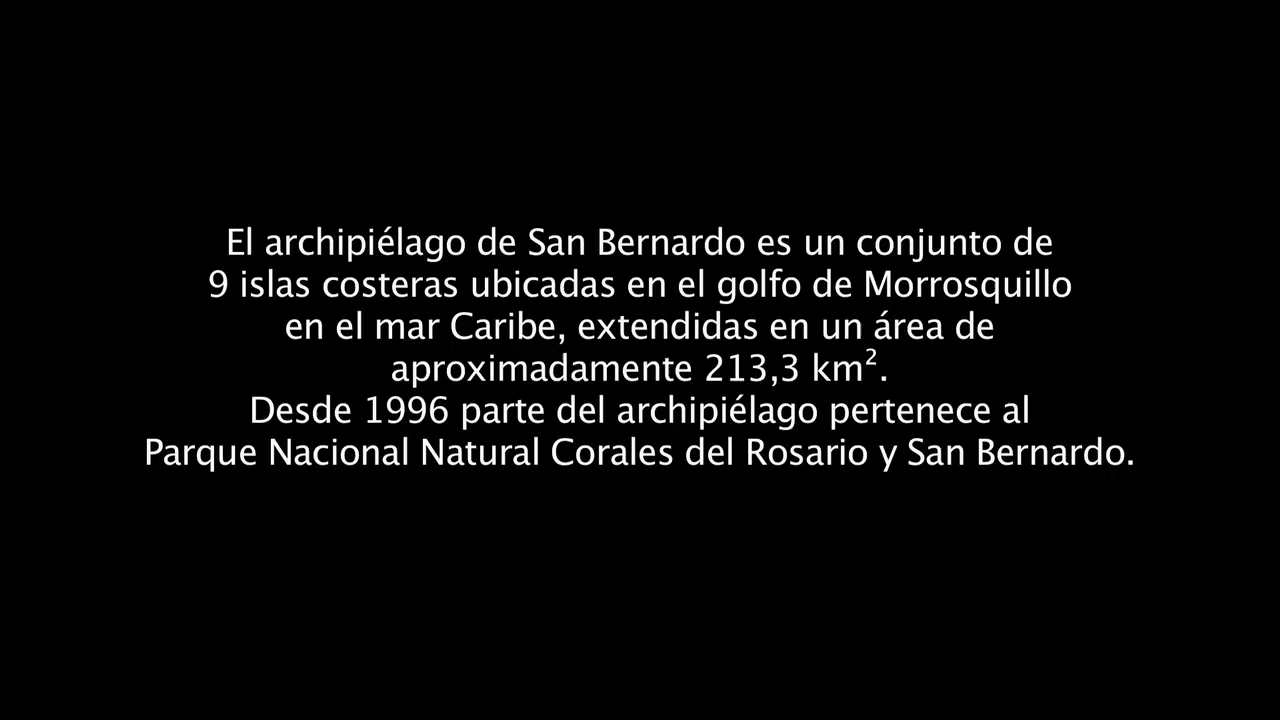 El archipiélago de San Bernardo es un conjunto de
9 islas costeras ubicadas en el golfo de Morrosquillo
en el mar Caribe, extendidas en un área de
aproximadamente 213,3 km².
Desde 1996 parte del archipiélago pertenece al
Parque Nacional Natural Corales del Rosario y San Bernardo.